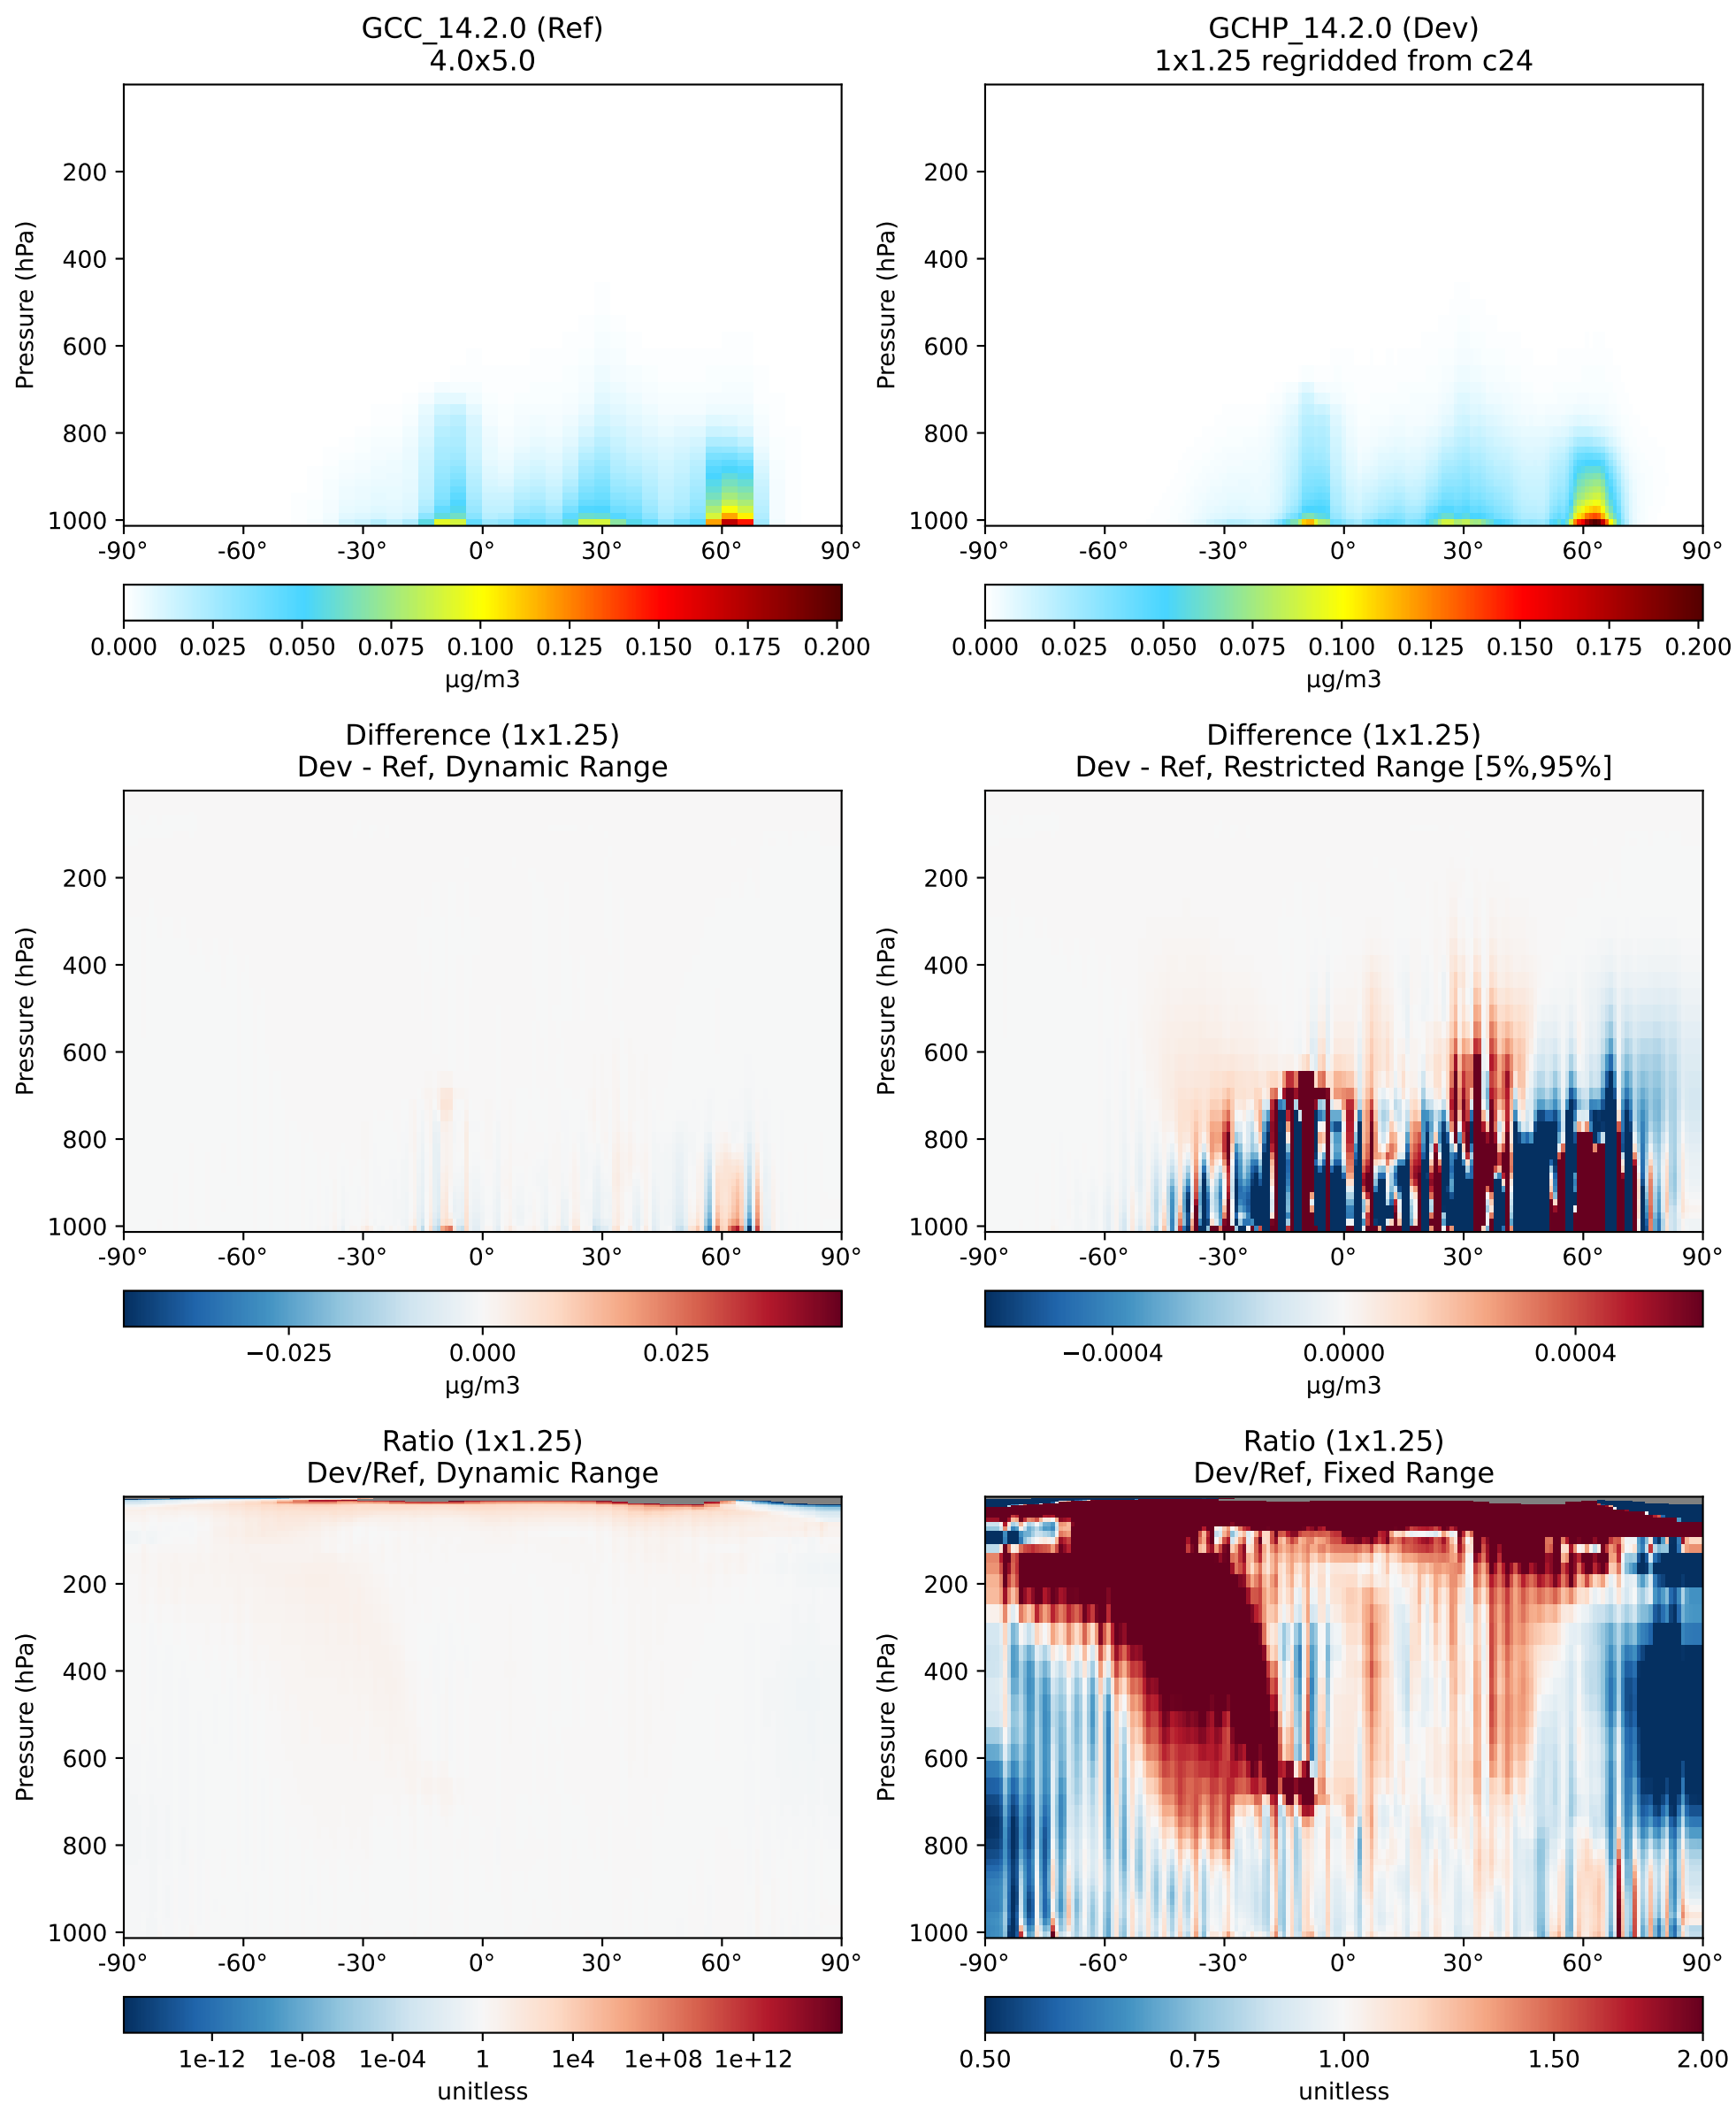 GCC_14.2.0 (Ref)
4.0x5.0
Pressure (hPa)
200
400
600
800
1000
-90° -60° -30° 0° 30° 60° 90°
0.000 0.025 0.050 0.075 0.100 0.125 0.150 0.175 0.200
µg/m3
GCHP_14.2.0 (Dev)
1x1.25 regridded from c24
Pressure (hPa)
200
400
600
800
1000
-90° -60° -30° 0° 30° 60° 90°
0.000 0.025 0.050 0.075 0.100 0.125 0.150 0.175 0.200
µg/m3
Difference (1x1.25)
Dev - Ref, Dynamic Range
Pressure (hPa)
200
400
600
800
1000
-90° -60° -30° 0° 30° 60° 90°
−0.025 0.000 0.025
µg/m3
Difference (1x1.25)
Dev - Ref, Restricted Range [5%,95%]
Pressure (hPa)
200
400
600
800
1000
-90° -60° -30° 0° 30° 60° 90°
−0.0004 0.0000 0.0004
µg/m3
Ratio (1x1.25)
Dev/Ref, Dynamic Range
Pressure (hPa)
200
400
600
800
1000
-90° -60° -30° 0° 30° 60° 90°
1e-12 1e-08 1e-04 1 1e4 1e+08 1e+12
unitless
Ratio (1x1.25)
Dev/Ref, Fixed Range
Pressure (hPa)
200
400
600
800
1000
-90° -60° -30° 0° 30° 60° 90°
0.50 0.75 1.00 1.50 2.00
unitless